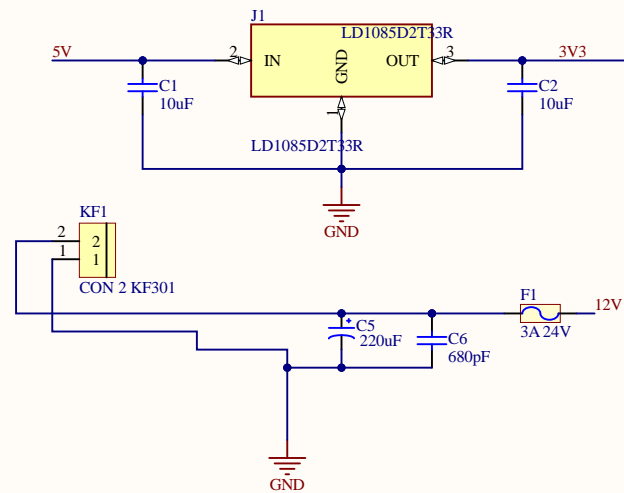 J1
LD1085D2T33R
5V
2
IN
GND
OUT
3
3V3
C1
10uF
C2
10uF
1
LD1085D2T33R
GND
KF1
2
2
1
1
CON 2 KF301
F1
12V
3A 24V
C5
220uF
C6
680pF
GND